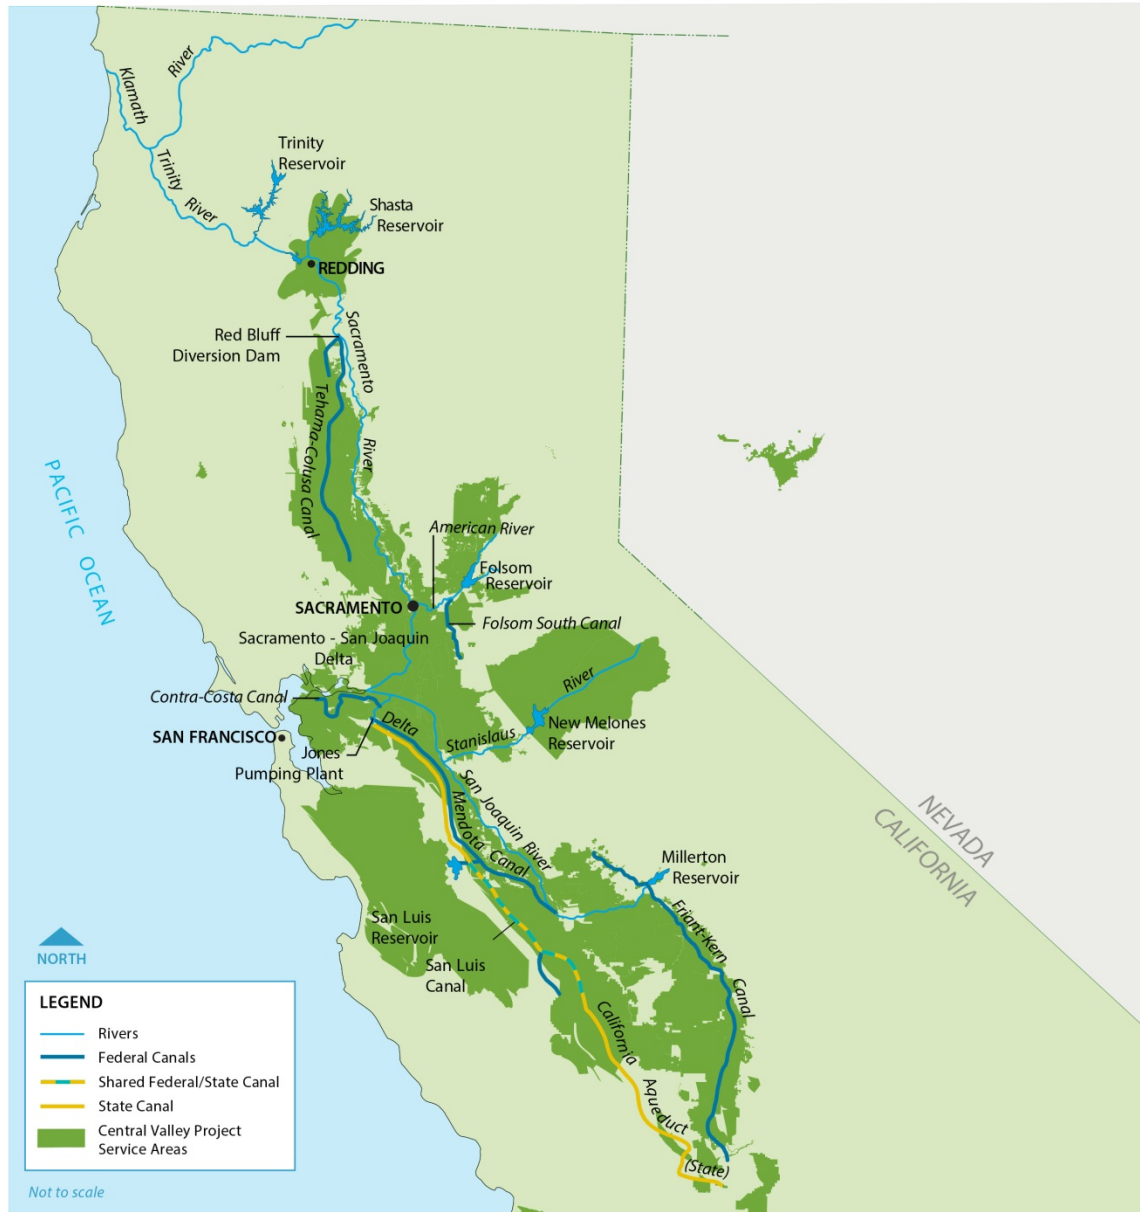 Klamath
River
Trinity
River
Trinity
Reservoir
Shasta
Reservoir
REDDING
Red Bluff
Diversion Dam
Sacramento
River
Tehama-Colusa Canal
PACIFIC OCEAN
American River
Folsom
Reservoir
SACRAMENTO
Folsom South Canal
Sacramento - San Joaquin
Delta
River
Contra-Costa Canal
New Melones
Reservoir
Stanislaus
SAN FRANCISCO
Jones
Pumping Plant
Delta
Mendota Canal
San Joaquin River
NEVADA
CALIFORNIA
Millerton
Reservoir
Friant-Kern
Canal
San Luis
Reservoir
San Luis
Canal
California
Aqueduct
(State)
NORTH
LEGEND
Rivers
Federal Canals
Shared Federal/State Canal
State Canal
Central Valley Project
Service Areas
Not to scale